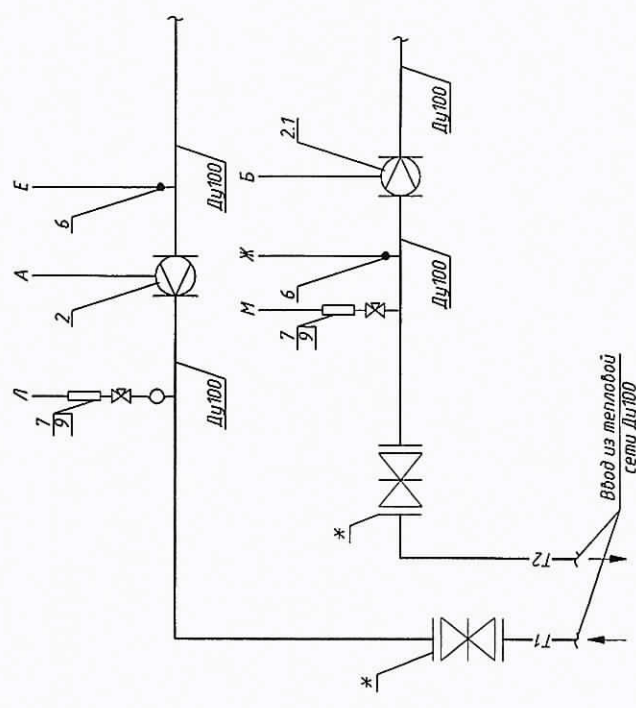 Е
6
Ду100
А
2
Л
7
9
Ду100
2.1
Б
Ду100
Ж
6
М
7
9
Ду100
*
Т2
*
Т1
Ввод из тепловой
сети Ду100